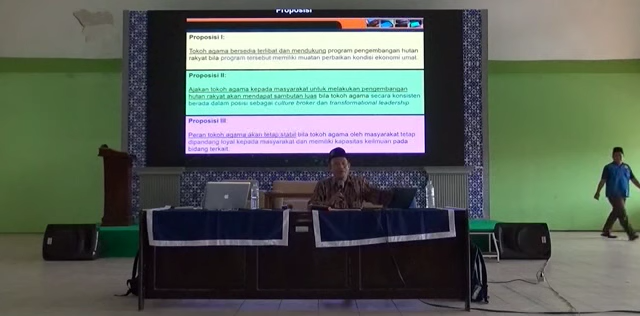 Proposisi
Proposisi I:
Tokoh agama bersedia terlibat dan mendukung program pengembangan hutan
rakyat bila program tersebut memiliki muatan perbaikan kondisi ekonomi umat.
Proposisi II:
Ajakan tokoh agama kepada masyarakat untuk melakukan pengembangan
hutan rakyat akan mendapat sambutan luas bila tokoh agama secara konsisten
berada dalam posisi sebagai culture broker dan transformational leadership
Proposisi III
Peran tokoh agama akan tetap stabil bila tokoh agama oleh masyarakat tetap
dipandang loyal kepada masyarakat dan memiliki kapasitas keilmuan pada
bidang terkait.